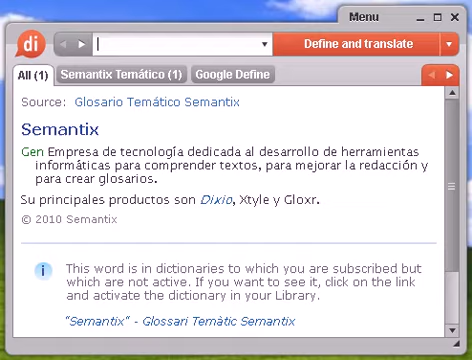 Menu
di
Define and translate
All (1)
Semantix Temático (1)
Google Define
Source: Glosario Temático Semantix
Semantix
Gen Empresa de tecnología dedicada al desarrollo de herramientas
informáticas para comprender textos, para mejorar la redacción y
para crear glosarios.
Su principales productos son Dixio, Xtyle y Gloxr.
© 2010 Semantix
i
This word is in dictionaries to which you are subscribed but
which are not active. If you want to see it, click on the link
and activate the dictionary in your Library.
"Semantix" - Glossari Temàtic Semantix